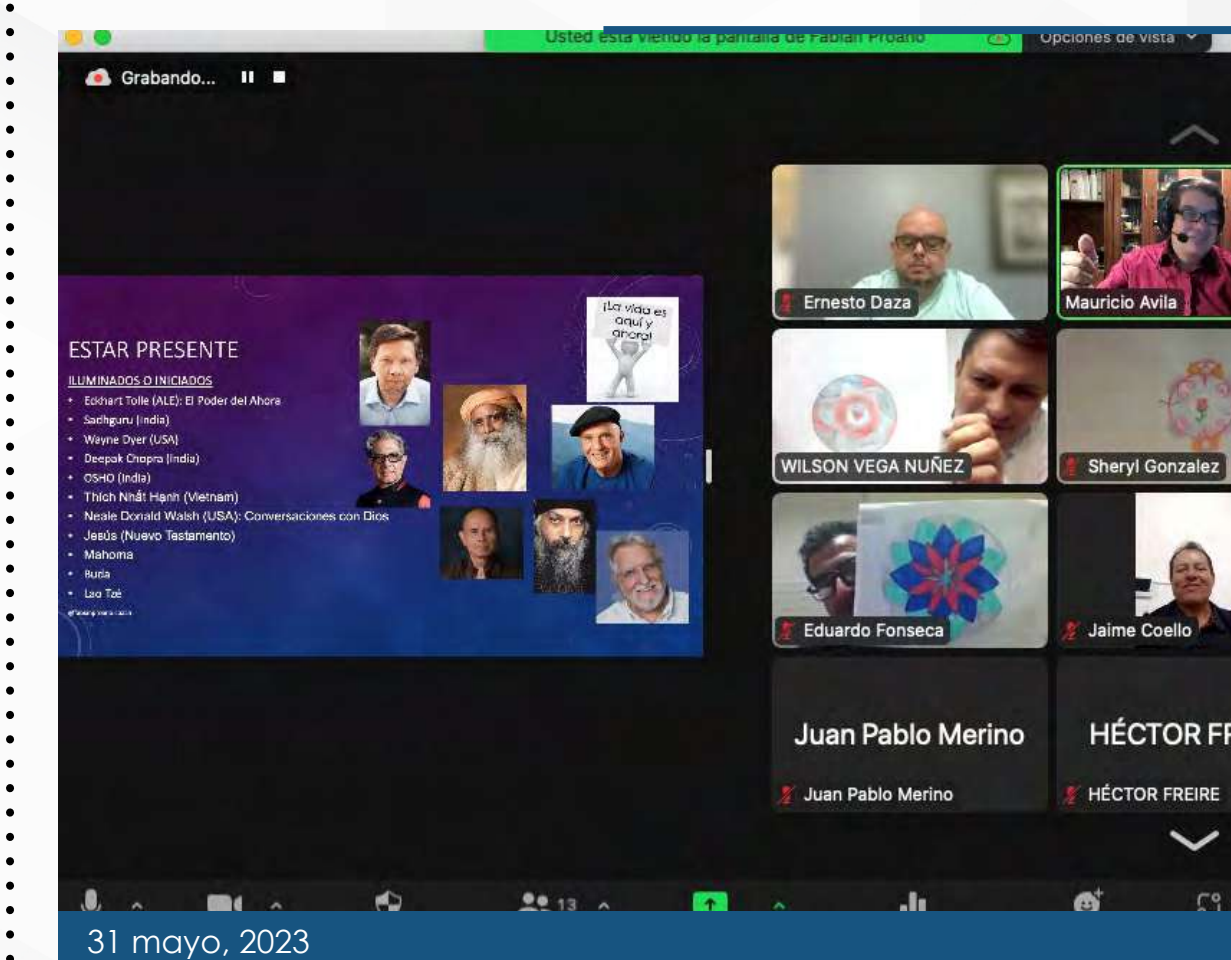 Usted está viendo la pantalla de Fabián Proaño
Opciones de vista
Grabando...
ESTAR PRESENTE
ILUMINADOS O INICIADOS
• Eckhart Tolle (ALE): El Poder del Ahora
• Sadhguru (India)
• Wayne Dyer (USA)
• Deepak Chopra (India)
• OSHO (India)
• Thich Nhất Hạnh (Vietnam)
• Neale Donald Walsh (USA): Conversaciones con Dios
• Jesús (Nuevo Testamento)
• Mahoma
• Buda
• Lao Tzé
¡La vida es
aquí y
ahora!
Ernesto Daza
Mauricio Avila
WILSON VEGA NUÑEZ
Sheryl Gonzalez
Eduardo Fonseca
Jaime Coello
Juan Pablo Merino
HÉCTOR FR
Juan Pablo Merino
HÉCTOR FREIRE
13
31 mayo, 2023